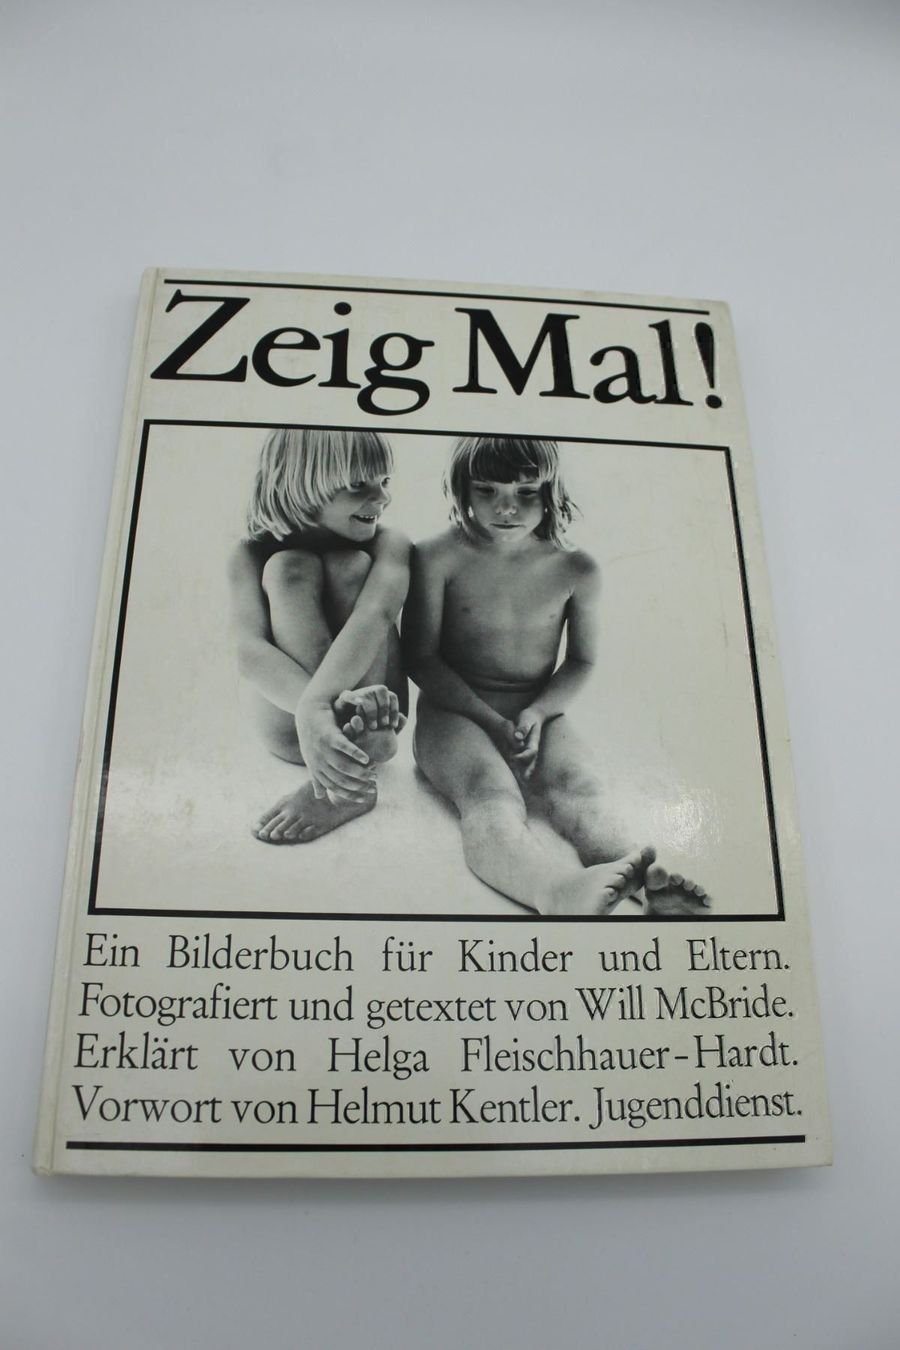 Zeig Mal!
Ein Bilderbuch für Kinder und Eltern.
Fotografiert und getextet von Will McBride.
Erklärt von Helga Fleischhauer-Hardt.
Vorwort von Helmut Kentler. Jugenddienst.